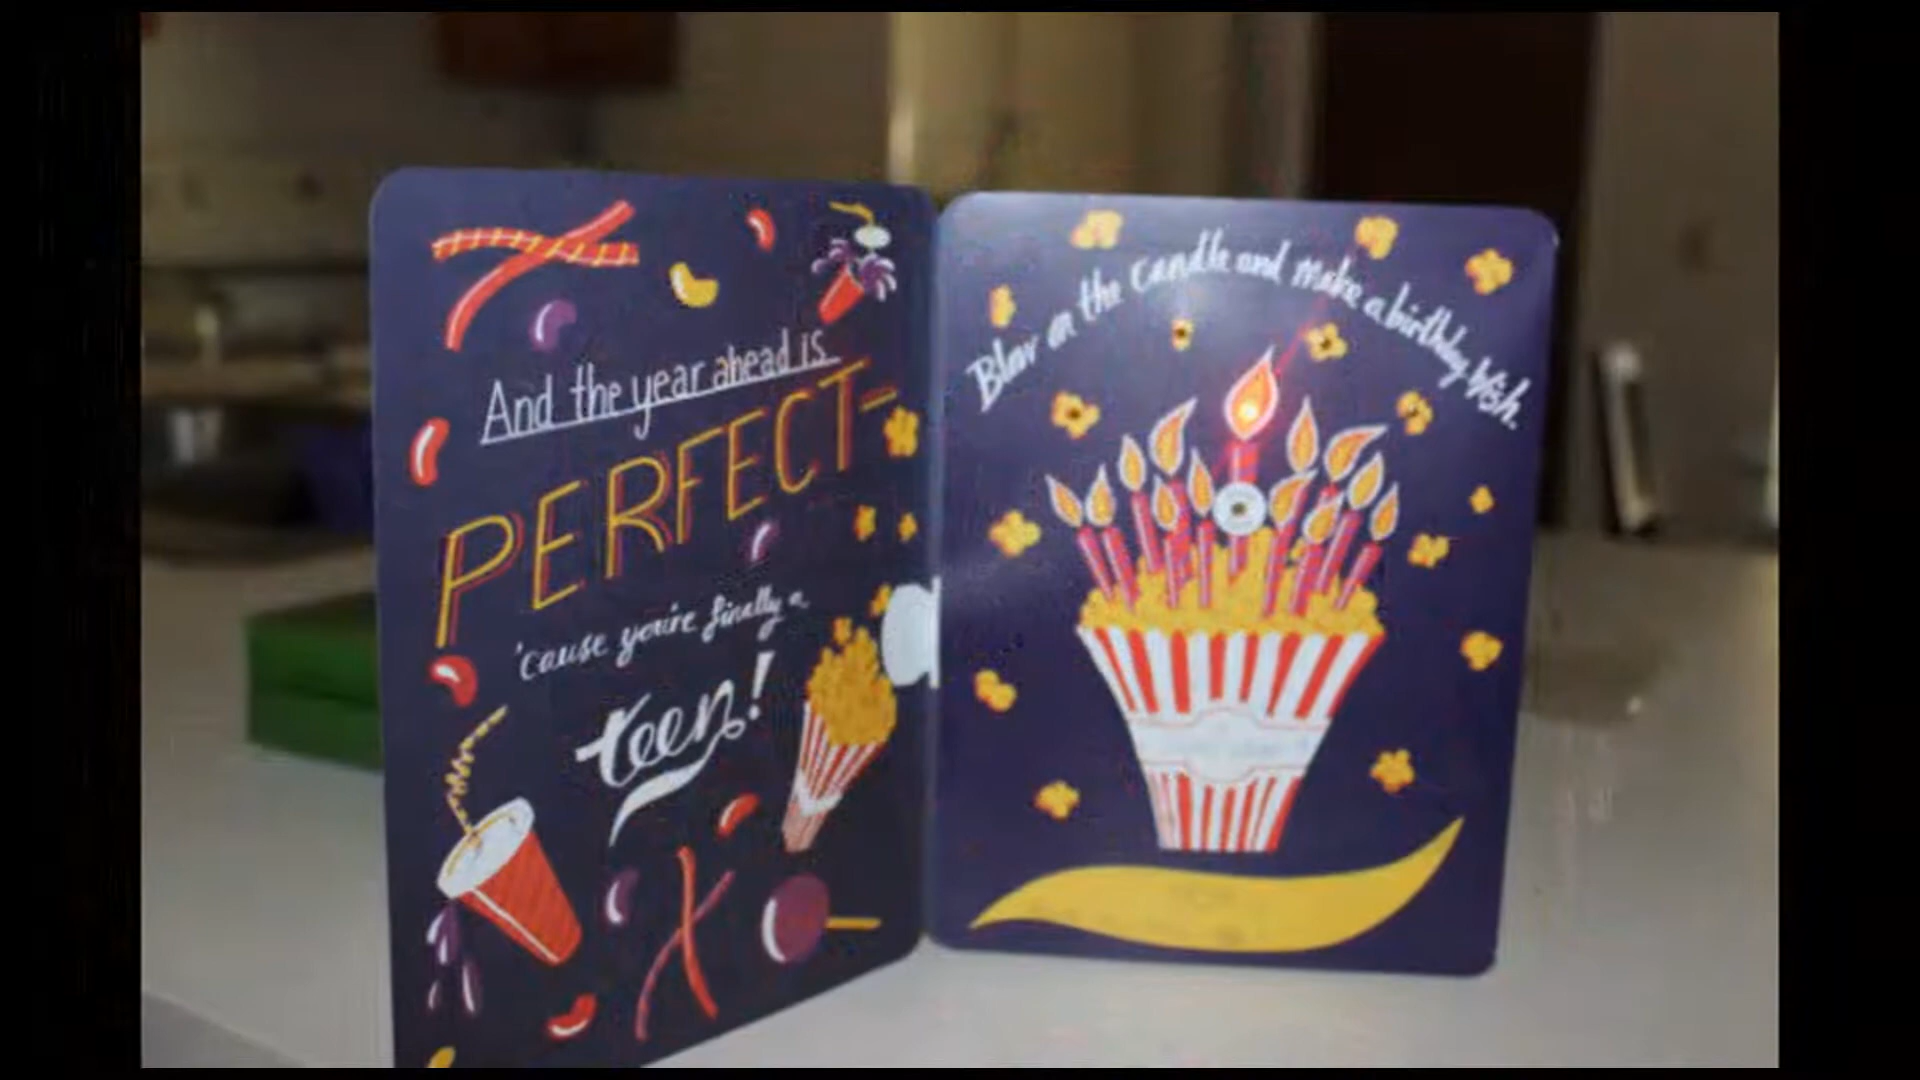 And the year ahead is
PERFECT-
'cause you're finally a
teen!
Blow on the candle and make a birthday wish.